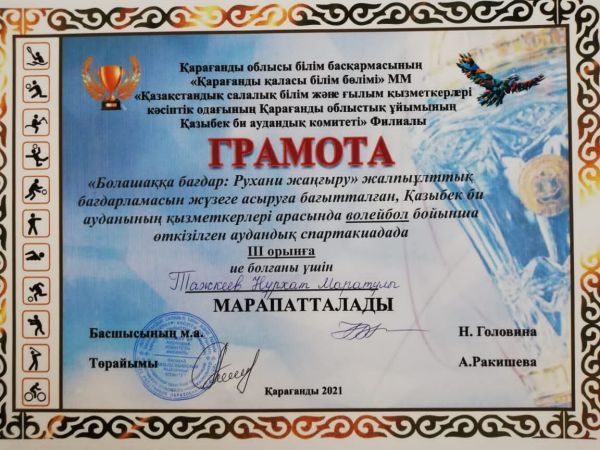 Қарағанды облысы білім басқармасының
«Қарағанды қаласы білім бөлімі» ММ
«Қазақстандық салалық білім және ғылым қызметкерлері
кәсіптік одағының Қарағанды облыстық ұйымының
Қазыбек би аудандық комитеті» Филиалы
ГРАМОТА
«Болашаққа бағдар: Рухани жаңғыру» жалпыұлттық
бағдарламасын жүзеге асыруға бағытталған, Қазыбек би
ауданының қызметкерлері арасында волейбол бойынша
өткізілген аудандық спартакиадада
ІІІ орынға
ие болғаны үшін
Тажкеев Нурхат Маратулы
МАРАПАТТАЛАДЫ
Басшысының м.а. Н. Головина
Төрайымы А.Ракишева
Қарағанды 2021